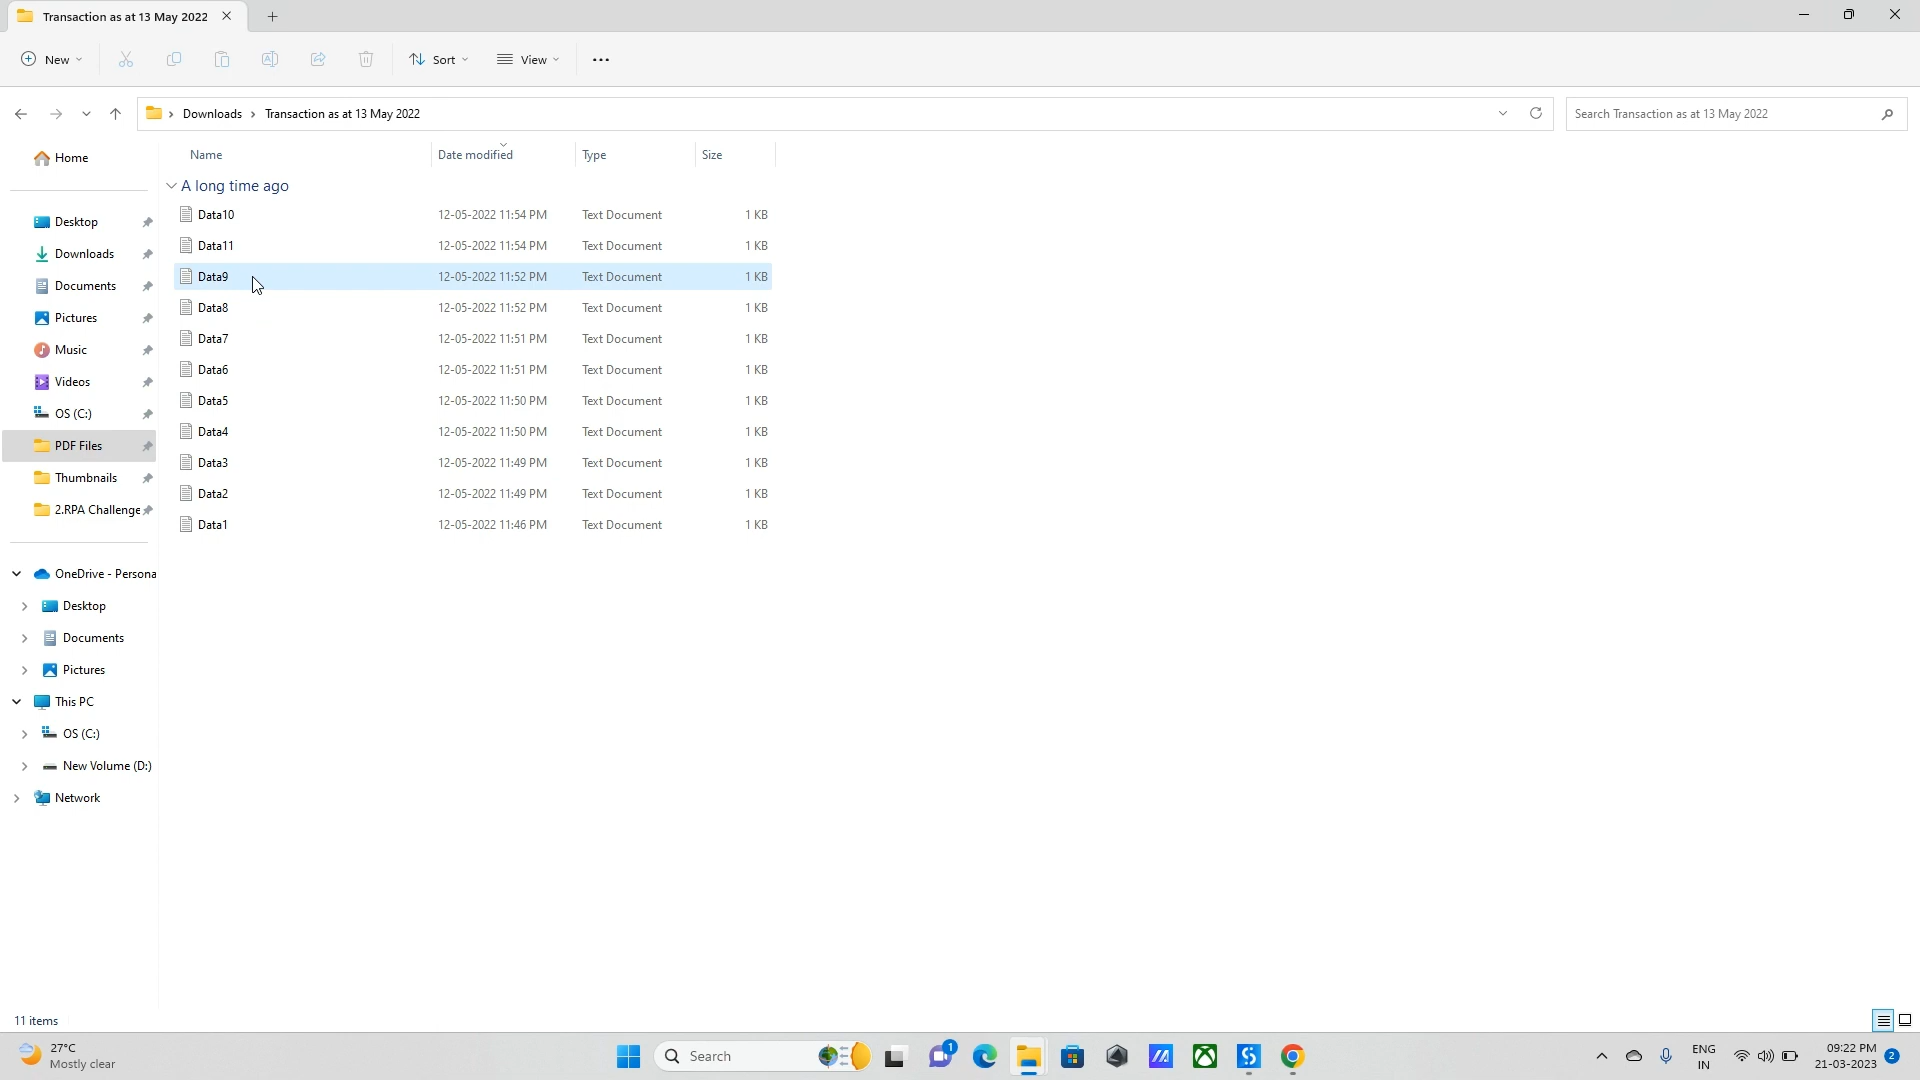 Transaction as at 13 May 2022
New
Sort
View
Downloads
Transaction as at 13 May 2022
Search Transaction as at 13 May 2022
Name
Date modified
Type
Size
A long time ago
Data10 12-05-2022 11:54 PM Text Document 1 KB
Data11 12-05-2022 11:54 PM Text Document 1 KB
Data9 12-05-2022 11:52 PM Text Document 1 KB
Data8 12-05-2022 11:52 PM Text Document 1 KB
Data7 12-05-2022 11:51 PM Text Document 1 KB
Data6 12-05-2022 11:51 PM Text Document 1 KB
Data5 12-05-2022 11:50 PM Text Document 1 KB
Data4 12-05-2022 11:50 PM Text Document 1 KB
Data3 12-05-2022 11:49 PM Text Document 1 KB
Data2 12-05-2022 11:49 PM Text Document 1 KB
Data1 12-05-2022 11:46 PM Text Document 1 KB
Home
Desktop
Downloads
Documents
Pictures
Music
Videos
OS (C:)
PDF Files
Thumbnails
2.RPA Challenge
OneDrive - Persona
Desktop
Documents
Pictures
This PC
OS (C:)
New Volume (D:)
Network
11 items
27°C
Mostly clear
Search
1
ENG
IN
09:22 PM
21-03-2023
2